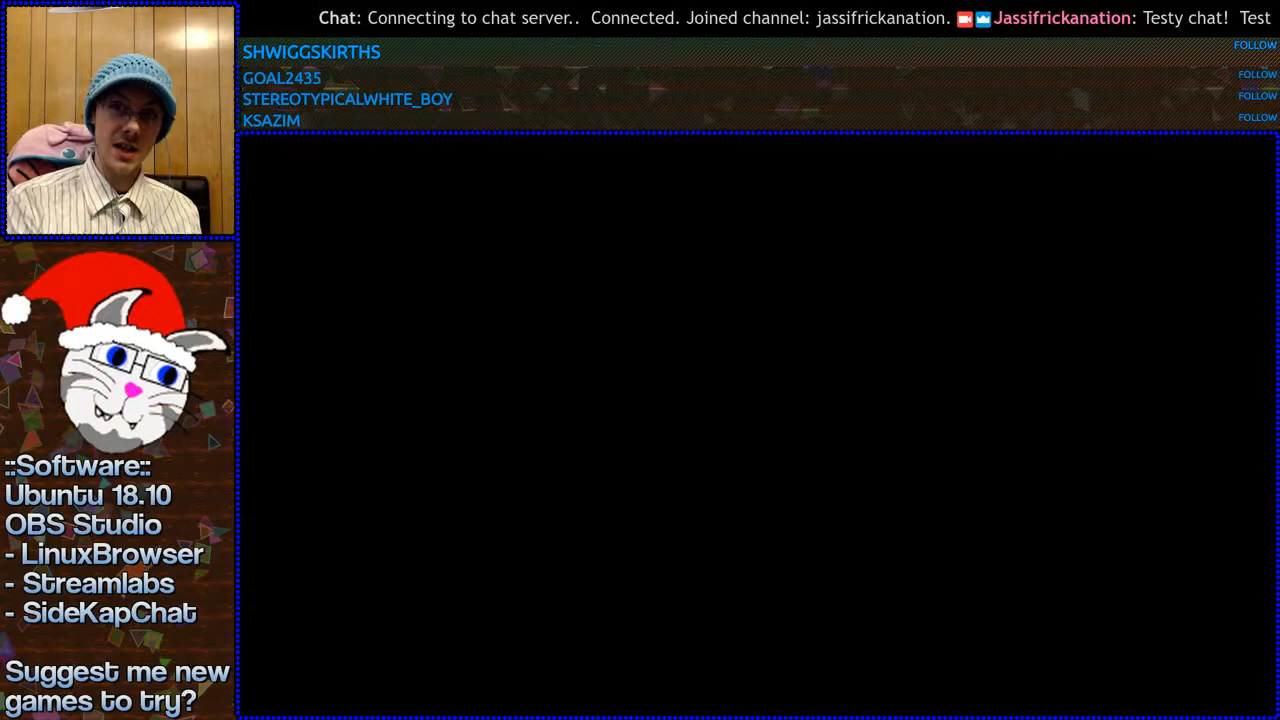 Chat: Connecting to chat server.. Connected. Joined channel: jassifrickanation. Jassifrickanation: Testy chat! Test
SHWIGGSKIRTHS FOLLOW
GOAL2435 FOLLOW
STEREOTYPICALWHITE_BOY FOLLOW
KSAZIM FOLLOW
::Software::
Ubuntu 18.10
OBS Studio
- LinuxBrowser
- Streamlabs
- SideKapChat
Suggest me new
games to try?